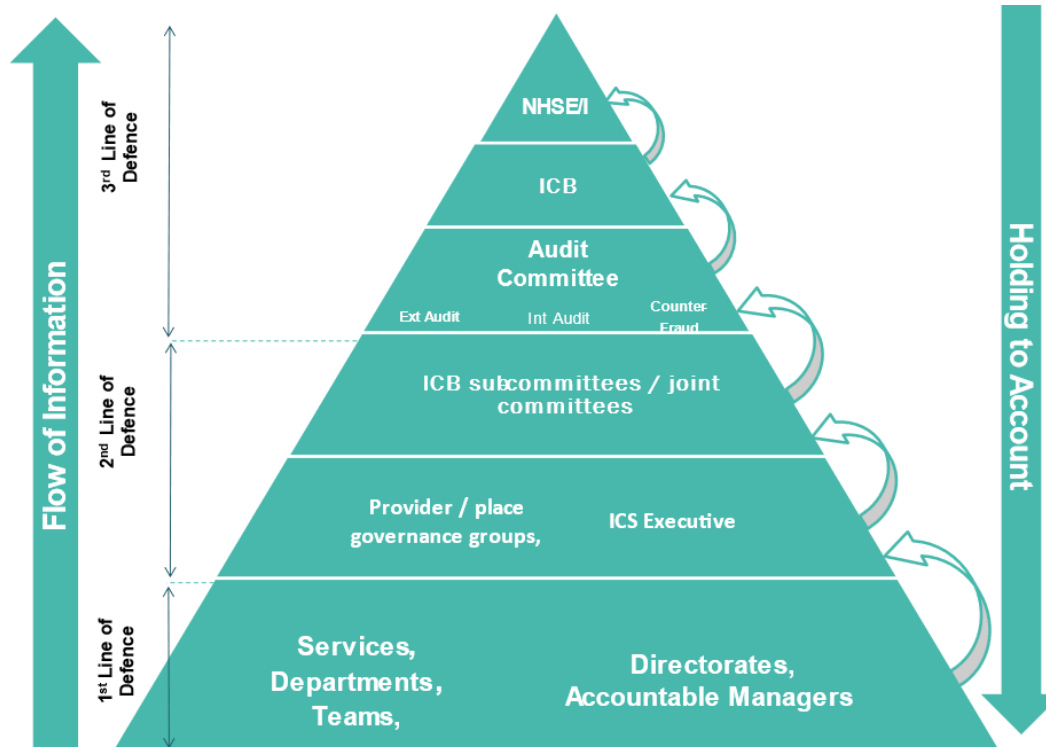 Flow of Information
3rd Line of
Defence
2nd Line of
Defence
1st Line of
Defence
NHSE/I
ICB
Audit
Committee
Ext Audit
Int Audit
Counter-
Fraud
ICB subcommittees / joint
committees
Provider / place
governance groups,
ICS Executive
Services,
Departments,
Teams,
Directorates,
Accountable Managers
Holding to Account